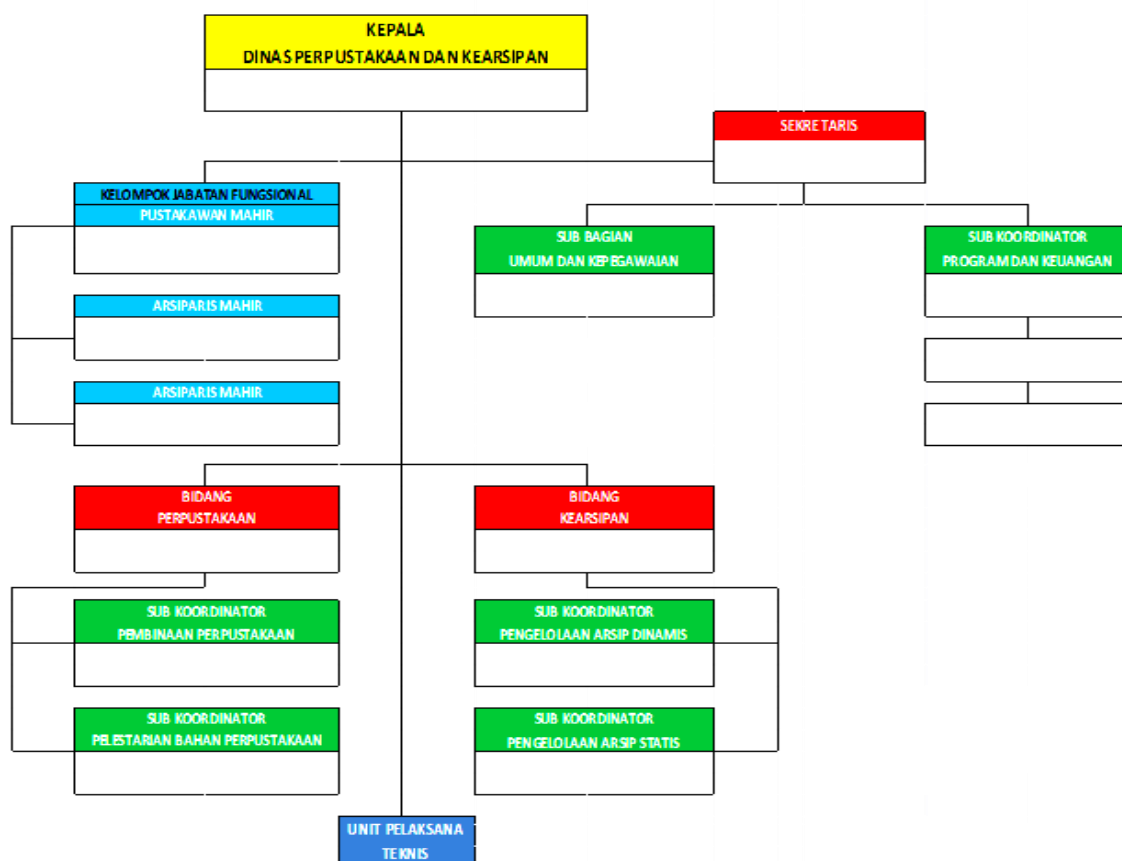 KEPALA
DINAS PERPUSTAKAAN DAN KEARSIPAN
SEKRETARIS
KELOMPOK JABATAN FUNGSIONAL
PUSTAKAWAN MAHIR
SUB BAGIAN
UMUM DAN KEPEGAWAIAN
SUB KOORDINATOR
PROGRAM DAN KEUANGAN
ARSIPARIS MAHIR
ARSIPARIS MAHIR
BIDANG
PERPUSTAKAAN
BIDANG
KEARSIPAN
SUB KOORDINATOR
PEMBINAAN PERPUSTAKAAN
SUB KOORDINATOR
PENGELOLAAN ARSIP DINAMIS
SUB KOORDINATOR
PELESTARIAN BAHAN PERPUSTAKAAN
SUB KOORDINATOR
PENGELOLAAN ARSIP STATIS
UNIT PELAKSANA
TEKNIS